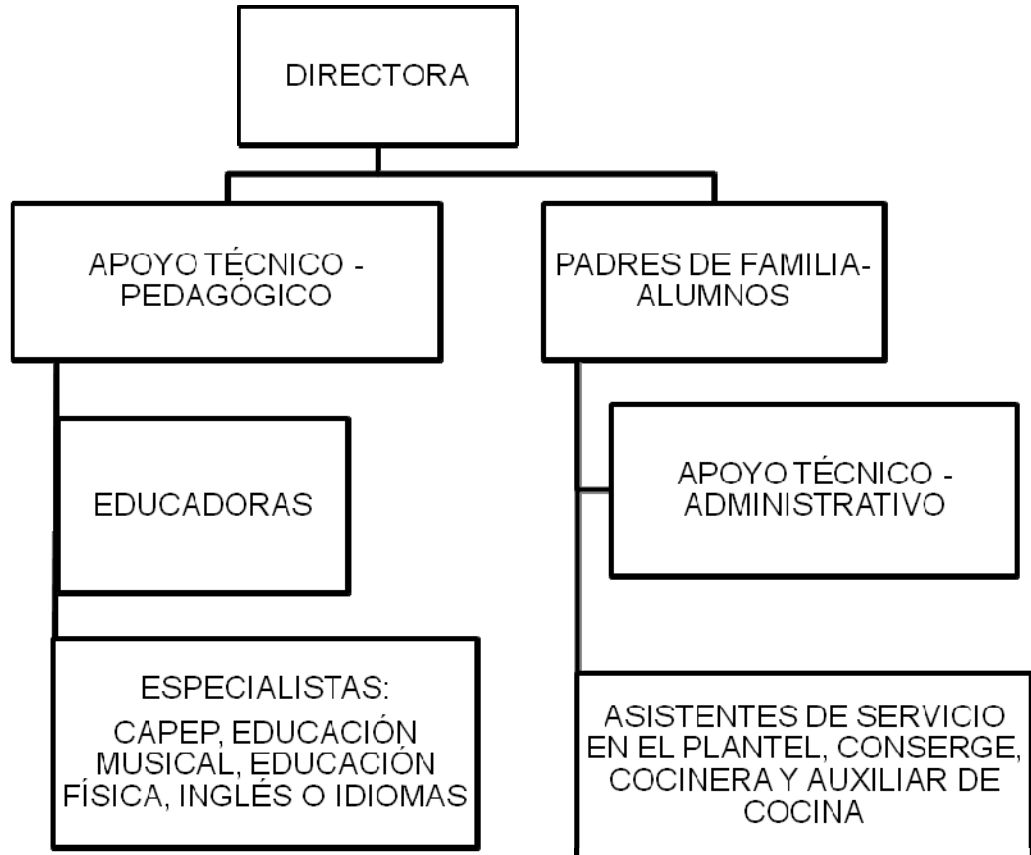 DIRECTORA
APOYO TÉCNICO -
PEDAGÓGICO
PADRES DE FAMILIA-
ALUMNOS
EDUCADORAS
APOYO TÉCNICO -
ADMINISTRATIVO
ESPECIALISTAS:
CAPEP, EDUCACIÓN
MUSICAL, EDUCACIÓN
FÍSICA, INGLÉS O IDIOMAS
ASISTENTES DE SERVICIO
EN EL PLANTEL, CONSERGE,
COCINERA Y AUXILIAR DE
COCINA